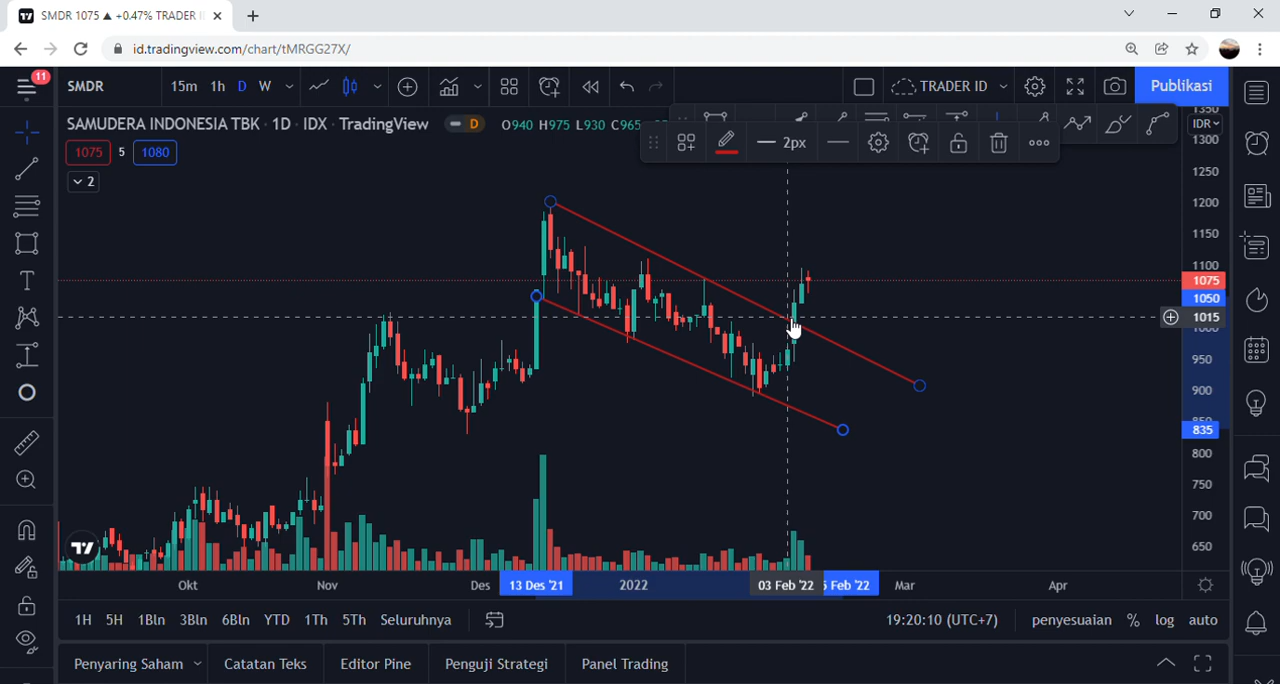 SMDR 1075 ▲ +0.47% TRADER I
id.tradingview.com/chart/tMRGG27X/
11
SMDR
15m 1h D W
TRADER ID
Publikasi
SAMUDERA INDONESIA TBK · 1D · IDX · TradingView
D
O940 H975 L930 C965
1075 5 1080
2
2px
IDR
1300
1250
1200
1150
1100
1075
1050
1015
1000
950
900
835
800
750
700
650
Okt Nov Des 13 Des '21 2022 03 Feb '22 Feb '22 Mar Apr
1H 5H 1Bln 3Bln 6Bln YTD 1Th 5Th Seluruhnya
19:20:10 (UTC+7) penyesuaian % log auto
Penyaring Saham Catatan Teks Editor Pine Penguji Strategi Panel Trading